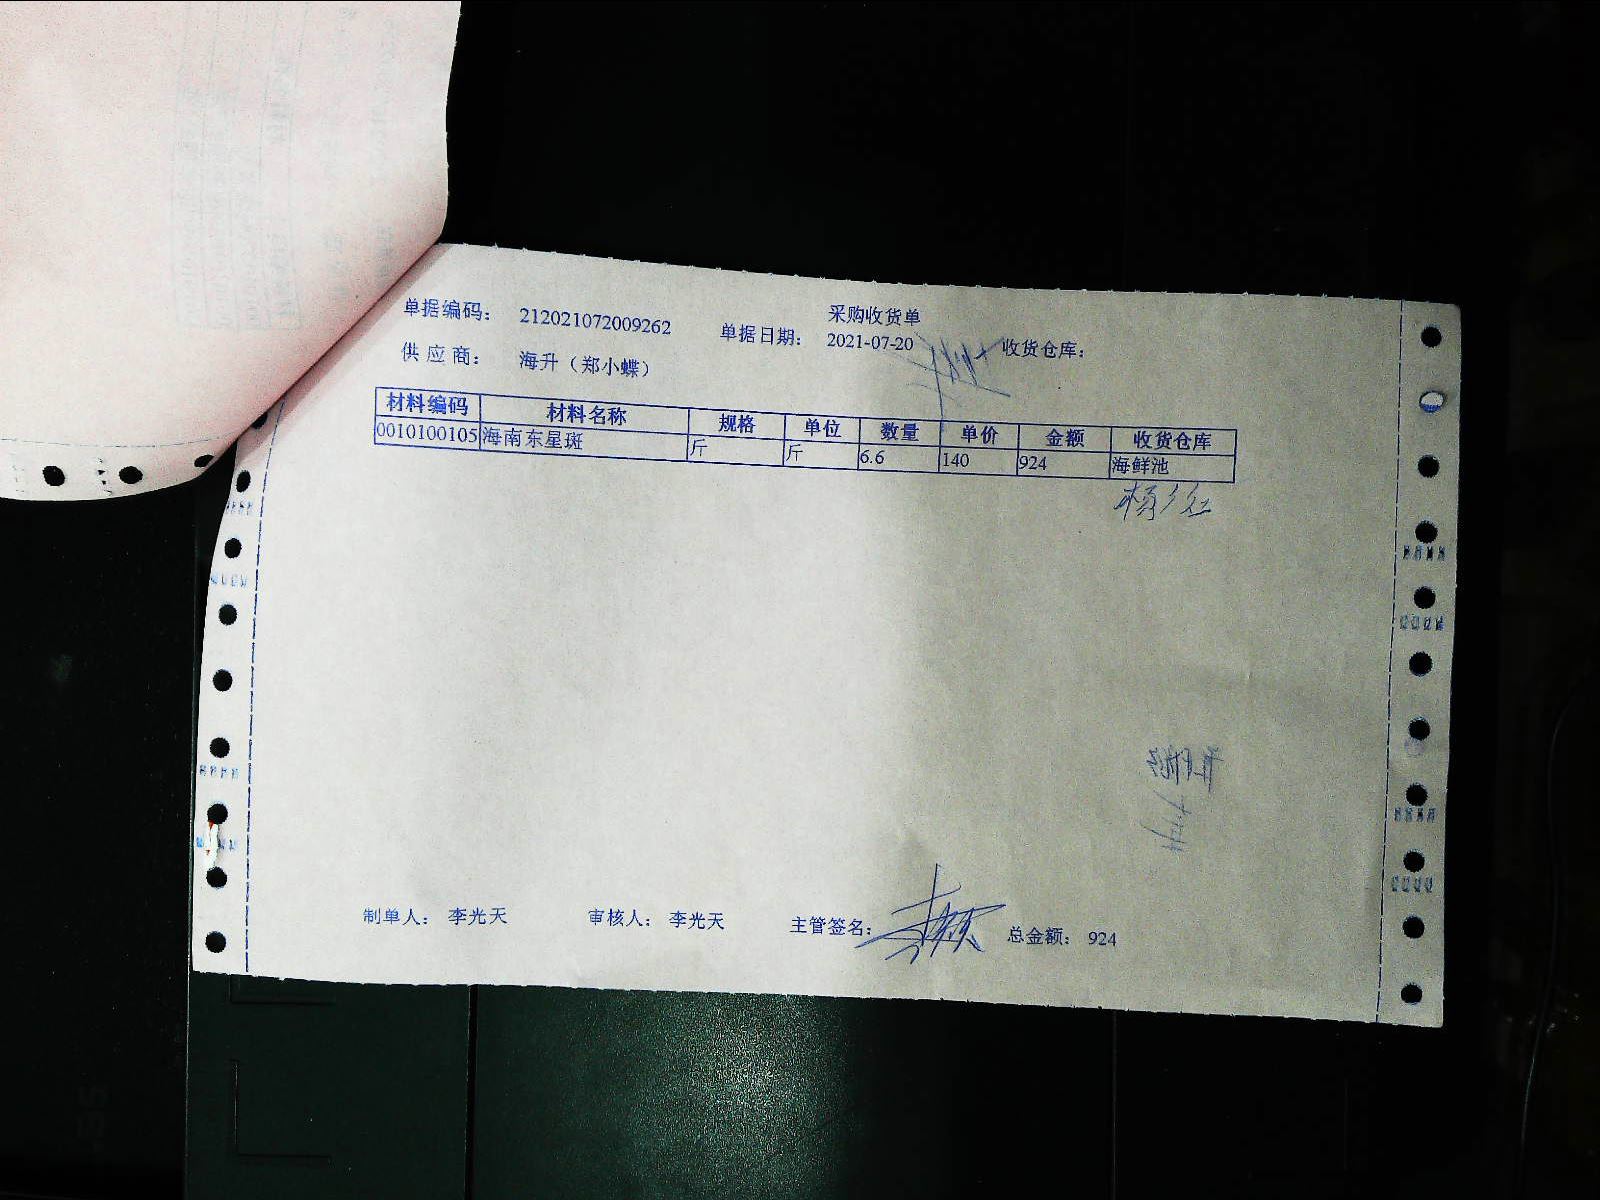 采购收货单
单据编码： 212021072009262 单据日期： 2021-07-20 收货仓库：
供应商： 海升（郑小蝶）
材料编码 材料名称 规格 单位 数量 单价 金额 收货仓库
0010100105 海南东星斑 斤 斤 6.6 140 924 海鲜池
制单人： 李光天 审核人： 李光天 主管签名： 总金额： 924